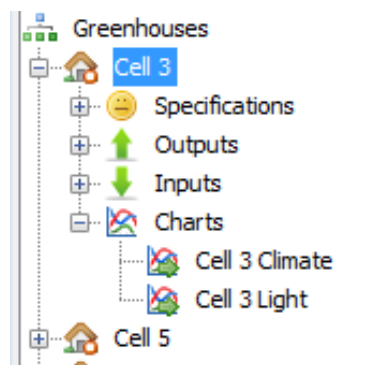 Greenhouses
Cell 3
Specifications
Outputs
Inputs
Charts
Cell 3 Climate
Cell 3 Light
Cell 5